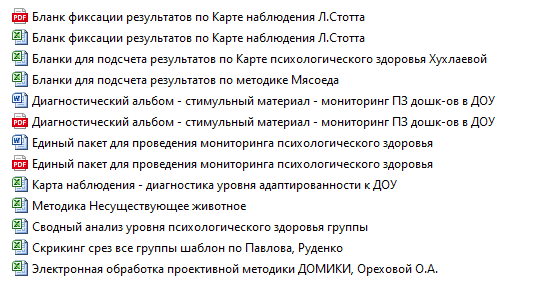 Бланк фиксации результатов по Карте наблюдения Л.Стотта
Бланк фиксации результатов по Карте наблюдения Л.Стотта
Бланки для подсчета результатов по Карте психологического здоровья Хухлаевой
Бланки для подсчета результатов по методике Мясоеда
Диагностический альбом - стимульный материал - мониторинг ПЗ дошк-ов в ДОУ
Диагностический альбом - стимульный материал - мониторинг ПЗ дошк-ов в ДОУ
Единый пакет для проведения мониторинга психологического здоровья
Единый пакет для проведения мониторинга психологического здоровья
Карта наблюдения - диагностика уровня адаптированности к ДОУ
Методика Несуществующее животное
Сводный анализ уровня психологического здоровья группы
Скрикинг срез все группы шаблон по Павлова, Руденко
Электронная обработка проективной методики ДОМИКИ, Ореховой О.А.